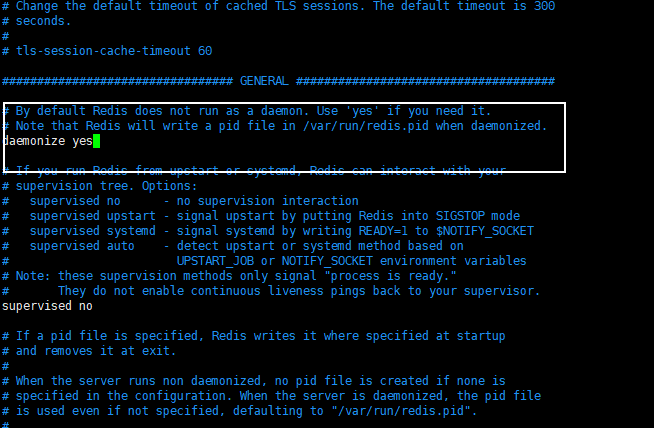 # Change the default timeout of cached TLS sessions. The default timeout is 300
# seconds.
#
# tls-session-cache-timeout 60
################################# GENERAL #####################################
# By default Redis does not run as a daemon. Use 'yes' if you need it.
# Note that Redis will write a pid file in /var/run/redis.pid when daemonized.
daemonize yes
# If you run Redis from upstart or systemd, Redis can interact with your
# supervision tree. Options:
#   supervised no      - no supervision interaction
#   supervised upstart - signal upstart by putting Redis into SIGSTOP mode
#   supervised systemd - signal systemd by writing READY=1 to $NOTIFY_SOCKET
#   supervised auto    - detect upstart or systemd method based on
#                        UPSTART_JOB or NOTIFY_SOCKET environment variables
# Note: these supervision methods only signal "process is ready."
#       They do not enable continuous liveness pings back to your supervisor.
supervised no
# If a pid file is specified, Redis writes it where specified at startup
# and removes it at exit.
#
# When the server runs non daemonized, no pid file is created if none is
# specified in the configuration. When the server is daemonized, the pid file
# is used even if not specified, defaulting to "/var/run/redis.pid".
#